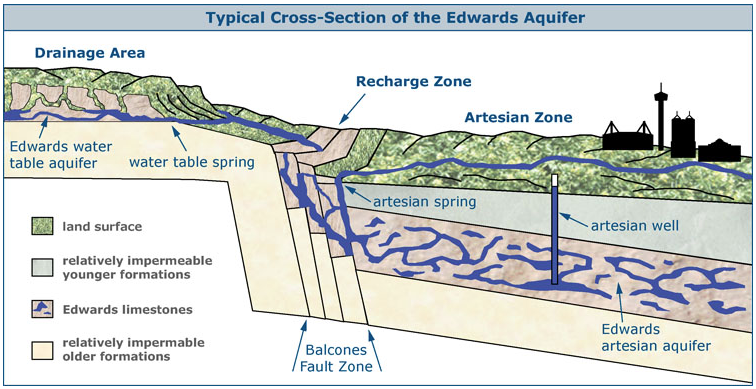 Typical Cross-Section of the Edwards Aquifer
Drainage Area
Recharge Zone
Artesian Zone
Edwards water
table aquifer
water table spring
artesian spring
artesian well
land surface
relatively impermeable
younger formations
Edwards limestones
relatively impermable
older formations
Balcones
Fault Zone
Edwards
artesian aquifer